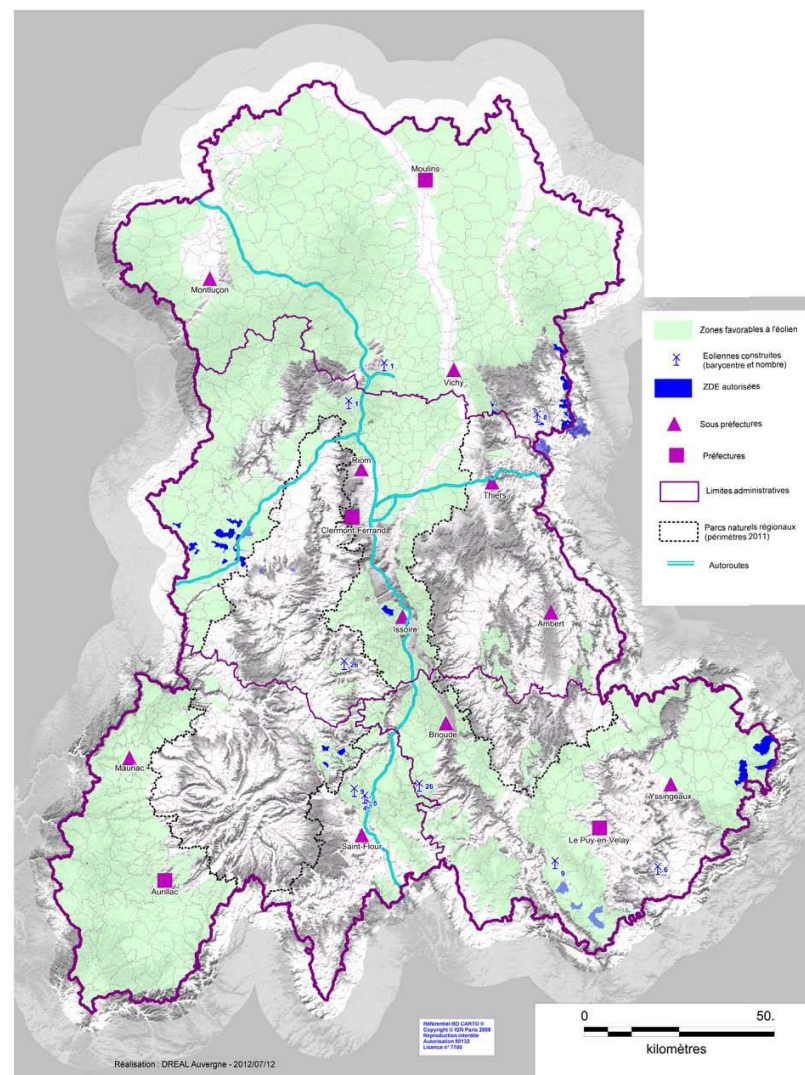 Moulins
Montluçon
1
Vichy
1
8
Riom
Thiers
Clermont-Ferrand
Issoire
Ambert
26
Brioude
Mauriac
9
5
26
Yssingeaux
Saint-Flour
Le Puy-en-Velay
9
6
Aurillac
Zones favorables à l'éolien
Eoliennes construites
(barycentre et nombre)
ZDE autorisées
Sous préfectures
Préfectures
Limites administratives
Parcs naturels régionaux
(périmètres 2011)
Autoroutes
Référentiel BD CARTO ®
Copyright © IGN Paris 2008
Reproduction interdite
Autorisation 50132
Licence n° 7700
0 50.
kilomètres
Réalisation : DREAL Auvergne - 2012/07/12